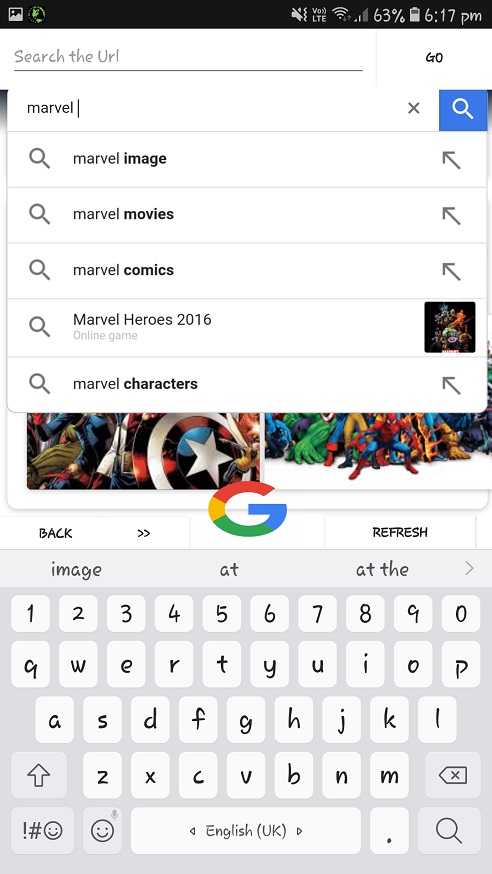 Vo)) LTE 63% 6:17 pm
Search the Url GO
marvel
marvel image
marvel movies
marvel comics
Marvel Heroes 2016
Online game
marvel characters
BACK >> REFRESH
image at at the
1 2 3 4 5 6 7 8 9 0
q w e r t y u i o p
a s d f g h j k l
z x c v b n m
!#☺ English (UK) .